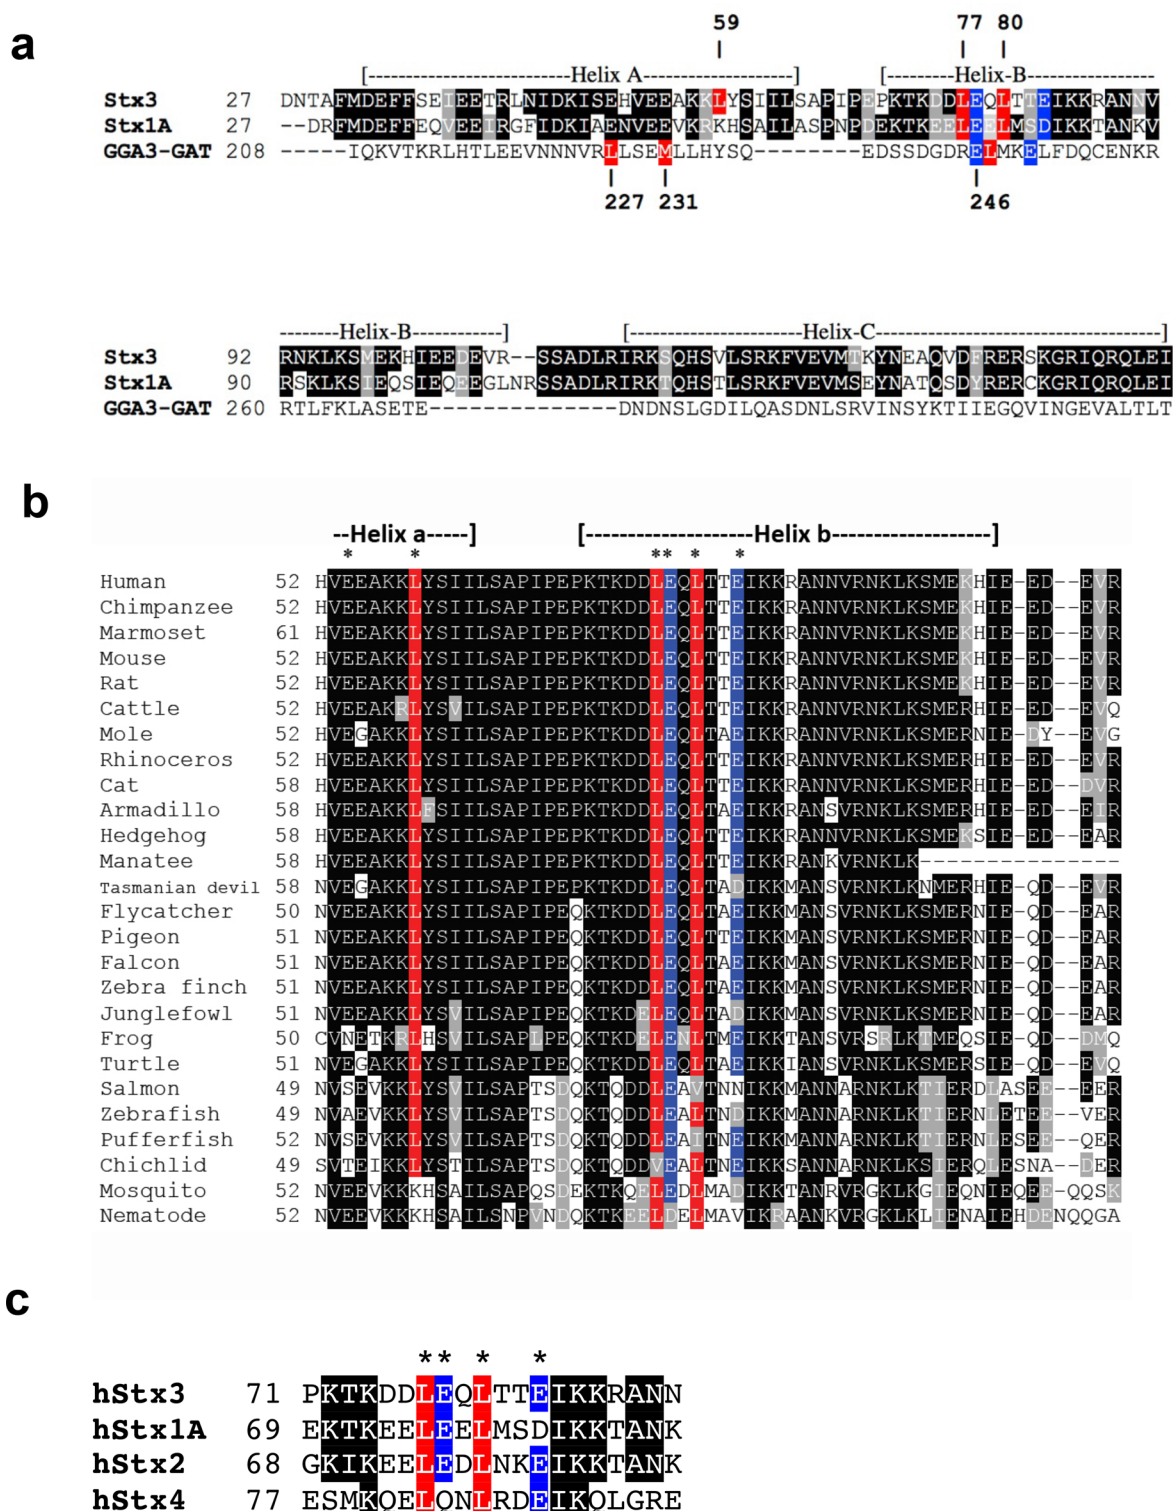 a
59 77 80
[-----------------------Helix A-----------------] [---------Helix-B---------------
Stx3 27 DNTAFMDEFFSEIEETRLNIDKISEHVEEAKKLYSIILSAPIPEPKTKDDLEQLTTEIKKRANNV
Stx1A 27 --DRFMDEFFEQVEEIRGFIDKIAENVEEVKRKHSAILASPNPDEKTKEELEELMSDIKKTANKV
GGA3-GAT 208 -----IQKVTKRLHTLEEVNNNVRLLSEMLLHYSQ--------EDSSDGDRELMKELFDQCENKR
227 231 246
--------Helix-B-----------] [---------------------Helix-C----------------------------------]
Stx3 92 RNKLKSMEKHIEEDEVR--SSADLRIRKSQHSVLSRKFVEVMTKYNEAQVDFRERSKGRIQRQLEI
Stx1A 90 RSKLKSIEQSIEQEEGLNRSSADLRIRKTQHSTLSRKFVEVMSEYNATQSDYRERCKGRIQRQLEI
GGA3-GAT 260 RTLFKLASETE--------------DNDNSLGDILQASDNLSRVINSYKTIIEGQVINGEVALTLT
b
--Helix a-----] [--------------------Helix b--------------------]
* * ** * *
Human 52 HVEEAKKLYSIILSAPIPEPKTKDDLEQLTTEIKKRANNVRNKLKSMEKHIE-ED--EVR
Chimpanzee 52 HVEEAKKLYSIILSAPIPEPKTKDDLEQLTTEIKKRANNVRNKLKSMEKHIE-ED--EVR
Marmoset 61 HVEEAKKLYSIILSAPIPEPKTKDDLEQLTTEIKKRANNVRNKLKSMEKHIE-ED--EVR
Mouse 52 HVEEAKKLYSIILSAPIPEPKTKDDLEQLTTEIKKRANNVRNKLKSMEKHIE-ED--EVR
Rat 52 HVEEAKKLYSIILSAPIPEPKTKDDLEQLTTEIKKRANNVRNKLKSMEKHIE-ED--EVR
Cattle 52 HVEEAKRLYSVILSAPIPEPKTKDDLEQLTTEIKKRANNVRNKLKSMERHIE-ED--EVQ
Mole 52 HVEGAKKLYSIILSAPIPEPKTKDDLEQLTAEIKKRANNVRNKLKSMERNIE-DY--EVG
Rhinoceros 52 HVEEAKKLYSIILSAPIPEPKTKDDLEQLTTEIKKRANNVRNKLKSMERHIE-ED--EVR
Cat 58 HVEEAKKLYSIILSAPIPEPKTKDDLEQLTTEIKKRANNVRNKLKSMERHIE-ED--DVR
Armadillo 58 HVEEAKKLFSIILSAPIPEPKTKDDLEQLTAEIKKRANSVRNKLKSMERHIE-ED--EIR
Hedgehog 58 HVEEAKKLYSIILSAPIPEPKTKDDLEQLTTEIKKRANNVRNKLKSMEKSIE-ED--EAR
Manatee 58 HVEEAKKLYSIILSAPIPEPKTKDDLEQLTTEIKKRANKVRNKLK---------------
Tasmanian devil 58 NVEGAKKLYSIILSAPIPEPKTKDDLEQLTADIKKMANSVRNKLKNMERHIE-QD--EVR
Flycatcher 50 NVEEAKKLYSIILSAPIPEQKTKDDLEQLTAEIKKMANSVRNKLKSMERNIE-QD--EAR
Pigeon 51 NVEEAKKLYSIILSAPIPEQKTKDDLEQLTTEIKKMANSVRNKLKSMERNIE-QD--EAR
Falcon 51 NVEEAKKLYSIILSAPIPEQKTKDDLEQLTAEIKKMANSVRNKLKSMERNIE-QD--EAR
Zebra finch 51 NVEEAKKLYSIILSAPIPEQKTKDDLEQLTAEIKKMANSVRNKLKSMERNIE-QD--EAR
Junglefowl 51 NVEEAKKLYSVILSAPIPEQKTKDELEQLTADIKKMANSVRNKLKSMERNIE-QD--EAR
Frog 50 CVNETKRLHSVILSAPLPEQKTKDELENLTMEIKKTANSVRSRLKTMEQSIE-QD--DMQ
Turtle 51 NVEGAKKLYSIILSAPIPEQKTKDDLEQLTAEIKKIANSVRNKLKSMERSIE-QD--EVQ
Salmon 49 NVSEVKKLYSVILSAPTSDQKTQDDLEAVTNNIKKMANNARNKLKTIERDLASEE--EER
Zebrafish 49 NVAEVKKLYSVILSAPTSDQKTQDDLEALTNDIKKMANNARNKLKTIERNLETEE--VER
Pufferfish 52 NVSEVKKLYSVILSAPTSDQKTQDDLEAITNEIKKMANNARNKLKTIERNLESEE--QER
Chichlid 49 SVTEIKKLYSTILSAPTSDQKTQDDVEALTNEIKKSANNARNKLKSIERQLESNA--DER
Mosquito 52 NVEEVKKKHSAILSAPQSDEKTKQELEDLMADIKKTANRVRGKLKGIEQNIEQEE-QQSK
Nematode 52 NVEEVKKKHSAILSNPVNDQKTKEELDELMAVIKRAANKVRGKLKLIENAIEHDENQQGA
c
** * *
hStx3 71 PKTKDDLEQLTTEIKKRANN
hStx1A 69 EKTKEELEELMSDIKKTANK
hStx2 68 GKIKEELEDLNKEIKKTANK
hStx4 77 ESMKQELQNLRDEIKQLGRE